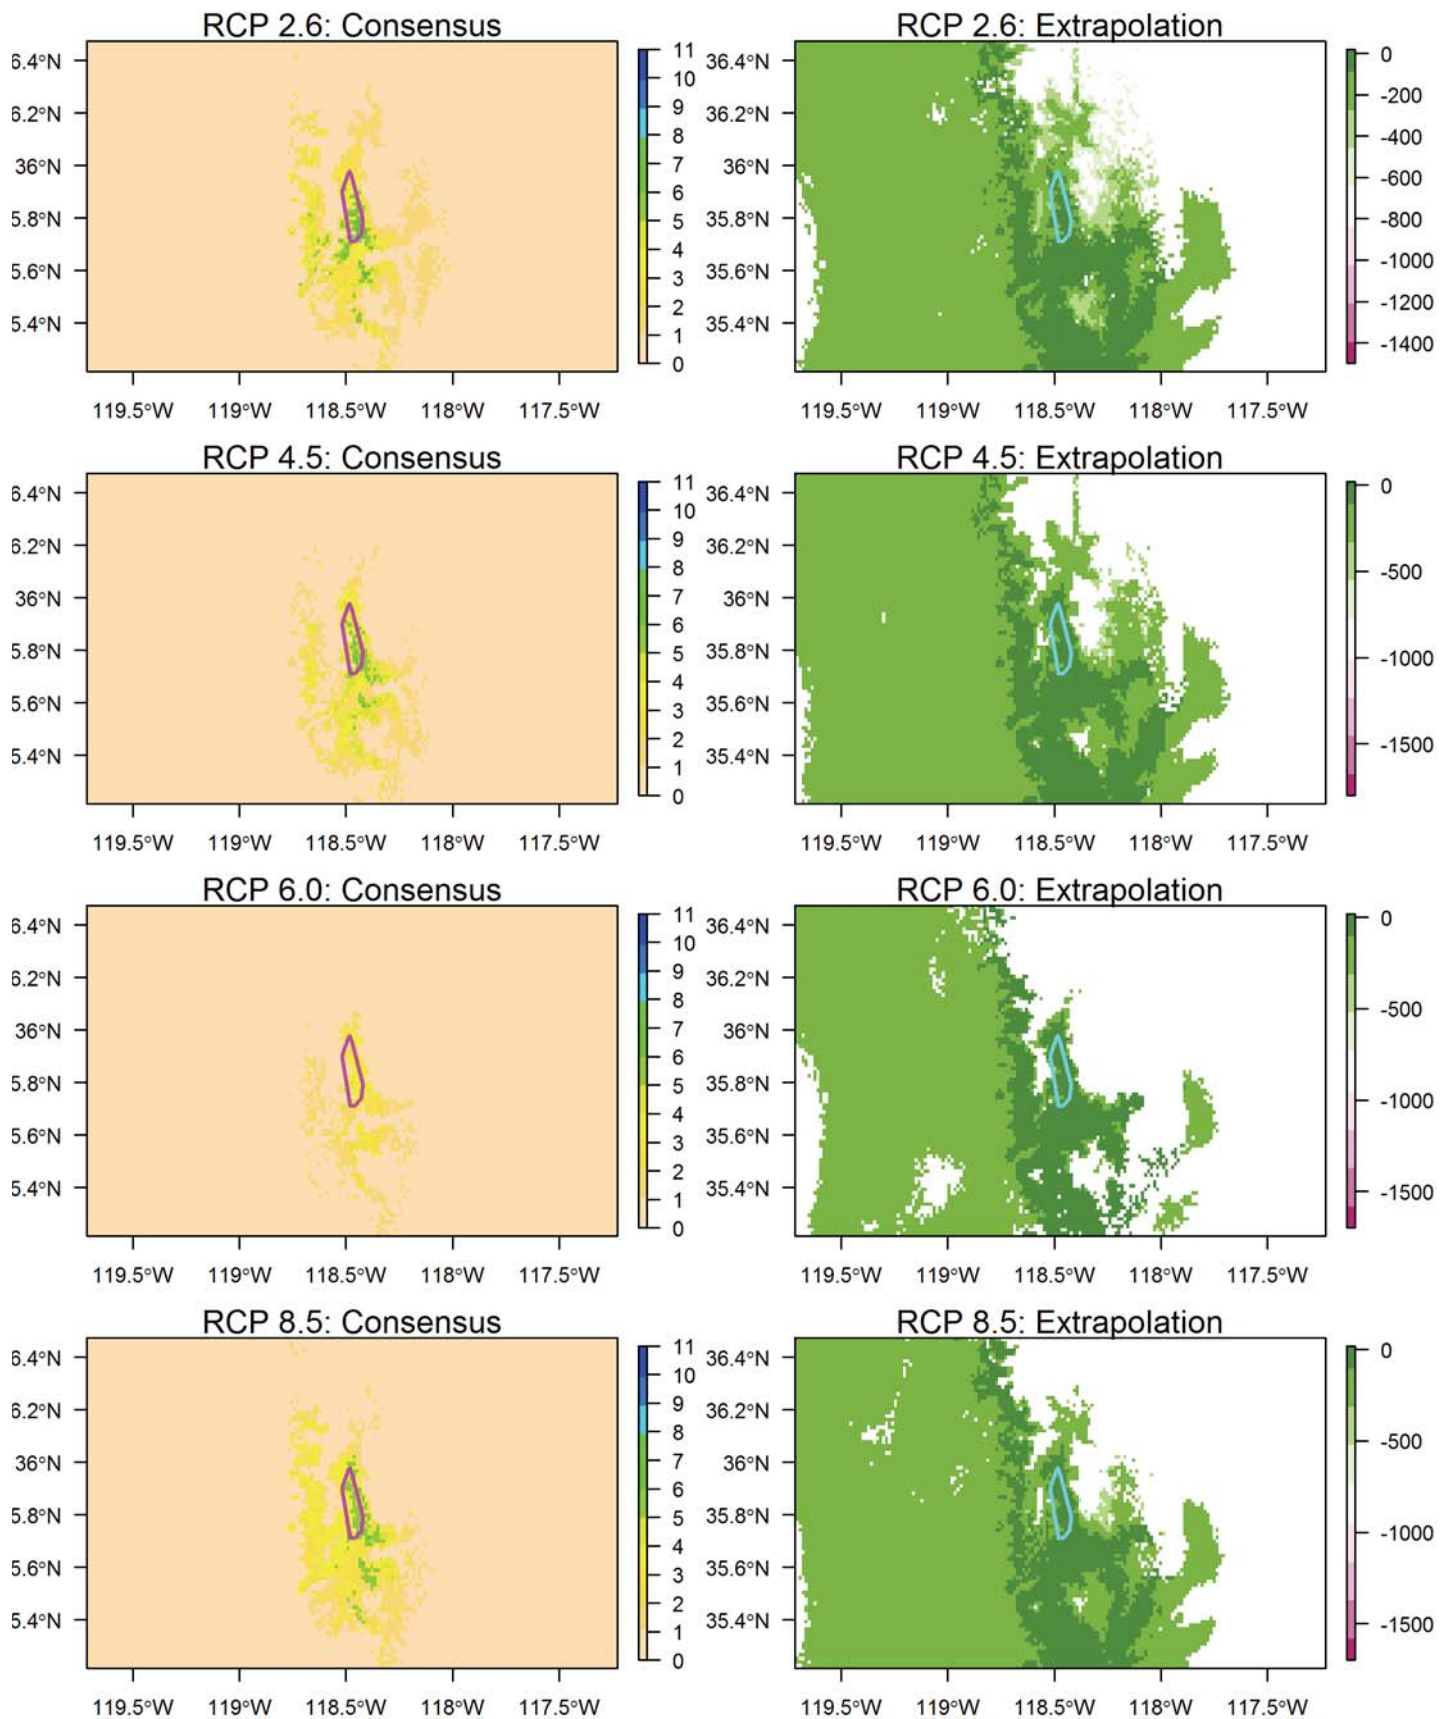 RCP 2.6: Consensus
6.4°N
6.2°N
36°N
5.8°N
5.6°N
5.4°N
119.5°W 119°W 118.5°W 118°W 117.5°W
11
10
9
8
7
6
5
4
3
2
1
0
RCP 2.6: Extrapolation
36.4°N
36.2°N
36°N
35.8°N
35.6°N
35.4°N
119.5°W 119°W 118.5°W 118°W 117.5°W
0
-200
-400
-600
-800
-1000
-1200
-1400
RCP 4.5: Consensus
6.4°N
6.2°N
36°N
5.8°N
5.6°N
5.4°N
119.5°W 119°W 118.5°W 118°W 117.5°W
11
10
9
8
7
6
5
4
3
2
1
0
RCP 4.5: Extrapolation
36.4°N
36.2°N
36°N
35.8°N
35.6°N
35.4°N
119.5°W 119°W 118.5°W 118°W 117.5°W
0
-500
-1000
-1500
RCP 6.0: Consensus
6.4°N
6.2°N
36°N
5.8°N
5.6°N
5.4°N
119.5°W 119°W 118.5°W 118°W 117.5°W
11
10
9
8
7
6
5
4
3
2
1
0
RCP 6.0: Extrapolation
36.4°N
36.2°N
36°N
35.8°N
35.6°N
35.4°N
119.5°W 119°W 118.5°W 118°W 117.5°W
0
-500
-1000
-1500
RCP 8.5: Consensus
6.4°N
6.2°N
36°N
5.8°N
5.6°N
5.4°N
119.5°W 119°W 118.5°W 118°W 117.5°W
11
10
9
8
7
6
5
4
3
2
1
0
RCP 8.5: Extrapolation
36.4°N
36.2°N
36°N
35.8°N
35.6°N
35.4°N
119.5°W 119°W 118.5°W 118°W 117.5°W
0
-500
-1000
-1500